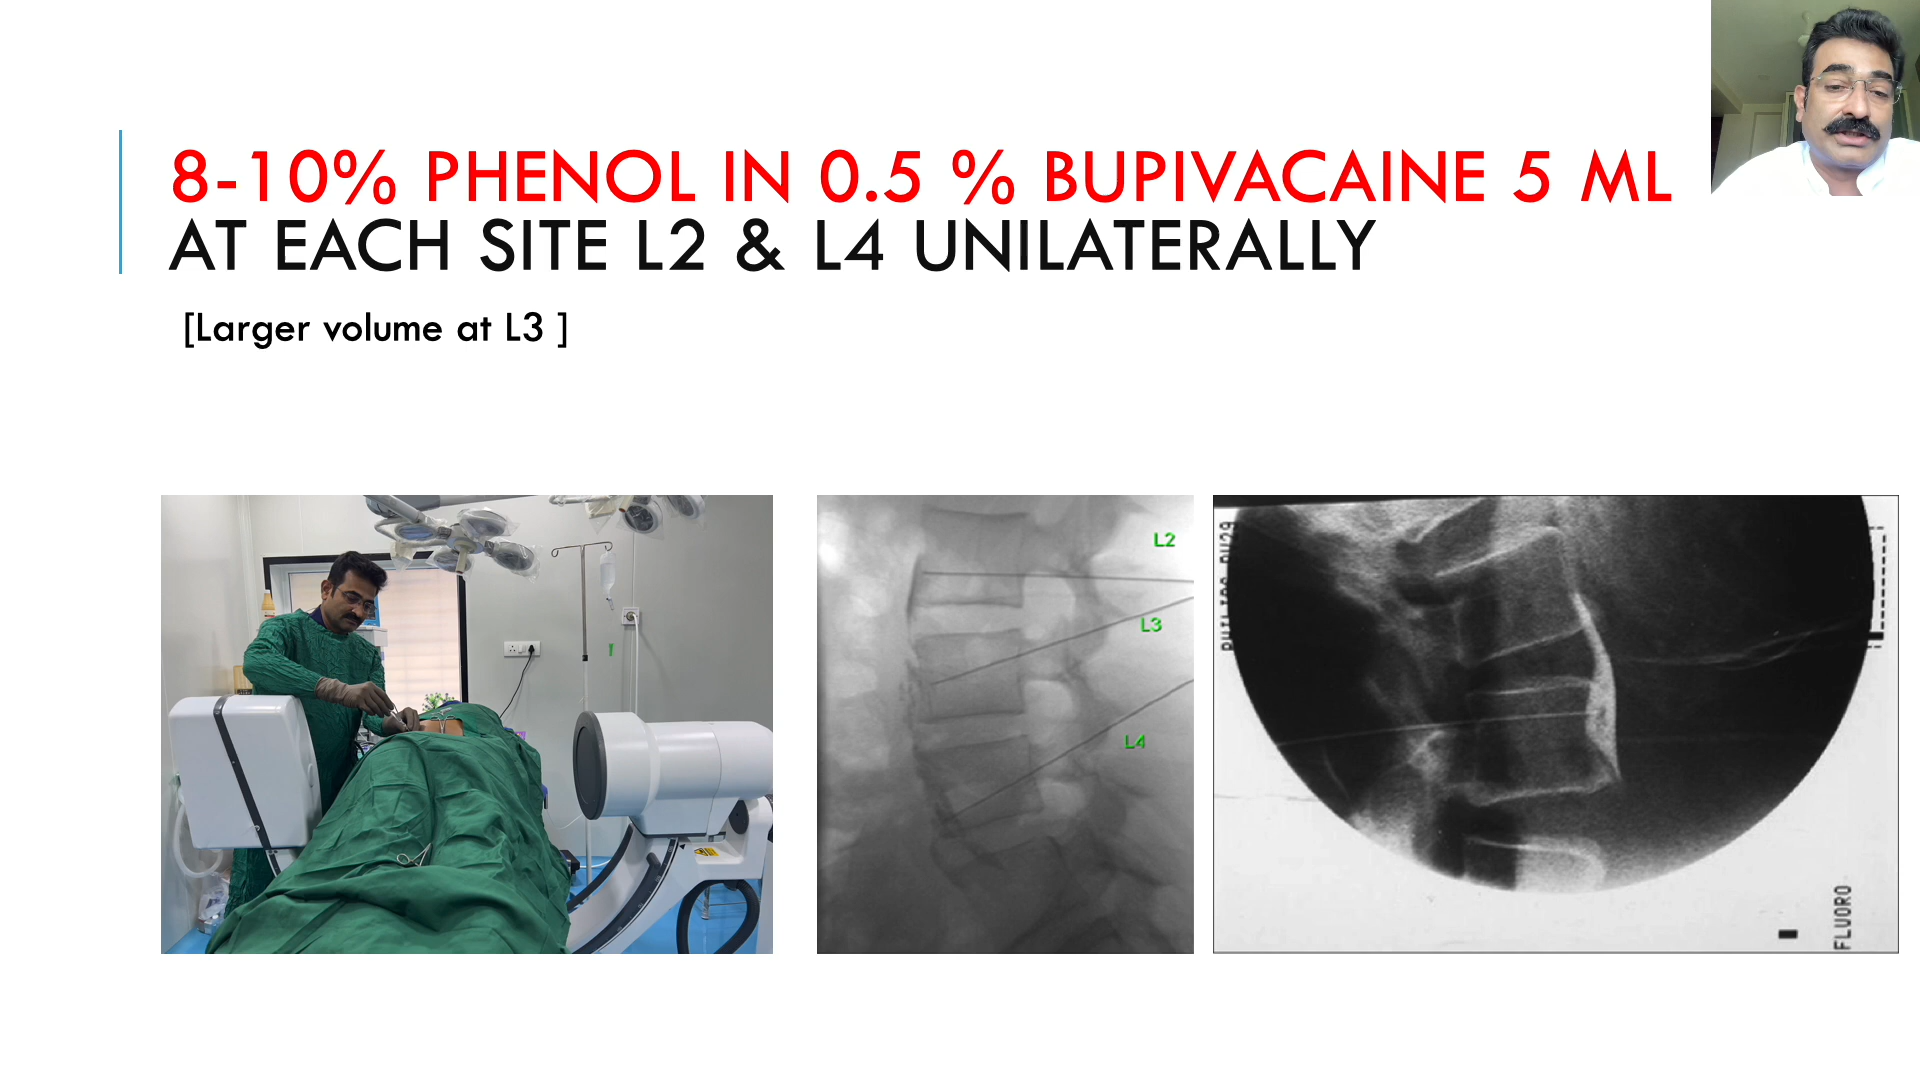 8-10% PHENOL IN 0.5 % BUPIVACAINE 5 ML
AT EACH SITE L2 & L4 UNILATERALLY
[Larger volume at L3 ]
L2
L3
L4
FLUORO